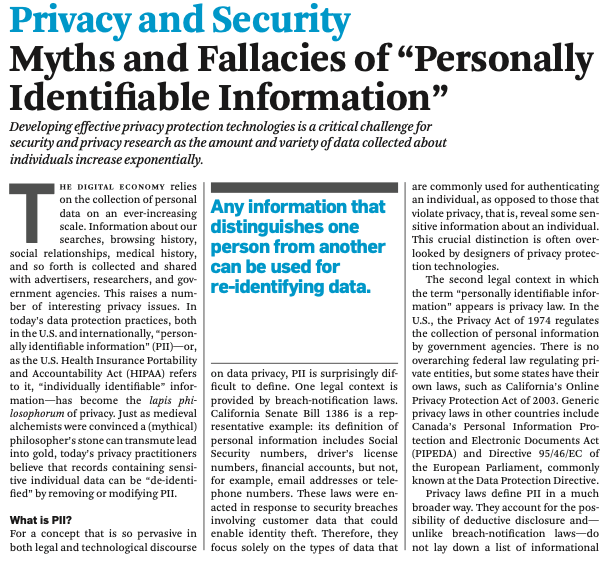 Privacy and Security
Myths and Fallacies of “Personally
Identifiable Information”
Developing effective privacy protection technologies is a critical challenge for
security and privacy research as the amount and variety of data collected about
individuals increase exponentially.
THE DIGITAL ECONOMY relies
on the collection of personal
data on an ever-increasing
scale. Information about our
searches, browsing history,
social relationships, medical history,
and so forth is collected and shared
with advertisers, researchers, and gov-
ernment agencies. This raises a num-
ber of interesting privacy issues. In
today’s data protection practices, both
in the U.S. and internationally, “person-
ally identifiable information” (PII)—or,
as the U.S. Health Insurance Portability
and Accountability Act (HIPAA) refers
to it, “individually identifiable” infor-
mation—has become the lapis phi-
losophorum of privacy. Just as medieval
alchemists were convinced a (mythical)
philosopher’s stone can transmute lead
into gold, today’s privacy practitioners
believe that records containing sensi-
tive individual data can be “de-identi-
fied” by removing or modifying PII.
What is PII?
For a concept that is so pervasive in
both legal and technological discourse
Any information that
distinguishes one
person from another
can be used for
re-identifying data.
on data privacy, PII is surprisingly dif-
ficult to define. One legal context is
provided by breach-notification laws.
California Senate Bill 1386 is a rep-
resentative example: its definition of
personal information includes Social
Security numbers, driver’s license
numbers, financial accounts, but not,
for example, email addresses or tele-
phone numbers. These laws were en-
acted in response to security breaches
involving customer data that could
enable identity theft. Therefore, they
focus solely on the types of data that
are commonly used for authenticating
an individual, as opposed to those that
violate privacy, that is, reveal some sen-
sitive information about an individual.
This crucial distinction is often over-
looked by designers of privacy protec-
tion technologies.
The second legal context in which
the term “personally identifiable infor-
mation” appears is privacy law. In the
U.S., the Privacy Act of 1974 regulates
the collection of personal information
by government agencies. There is no
overarching federal law regulating pri-
vate entities, but some states have their
own laws, such as California’s Online
Privacy Protection Act of 2003. Generic
privacy laws in other countries include
Canada’s Personal Information Pro-
tection and Electronic Documents Act
(PIPEDA) and Directive 95/46/EC of
the European Parliament, commonly
known as the Data Protection Directive.
Privacy laws define PII in a much
broader way. They account for the pos-
sibility of deductive disclosure and—
unlike breach-notification laws—do
not lay down a list of informational